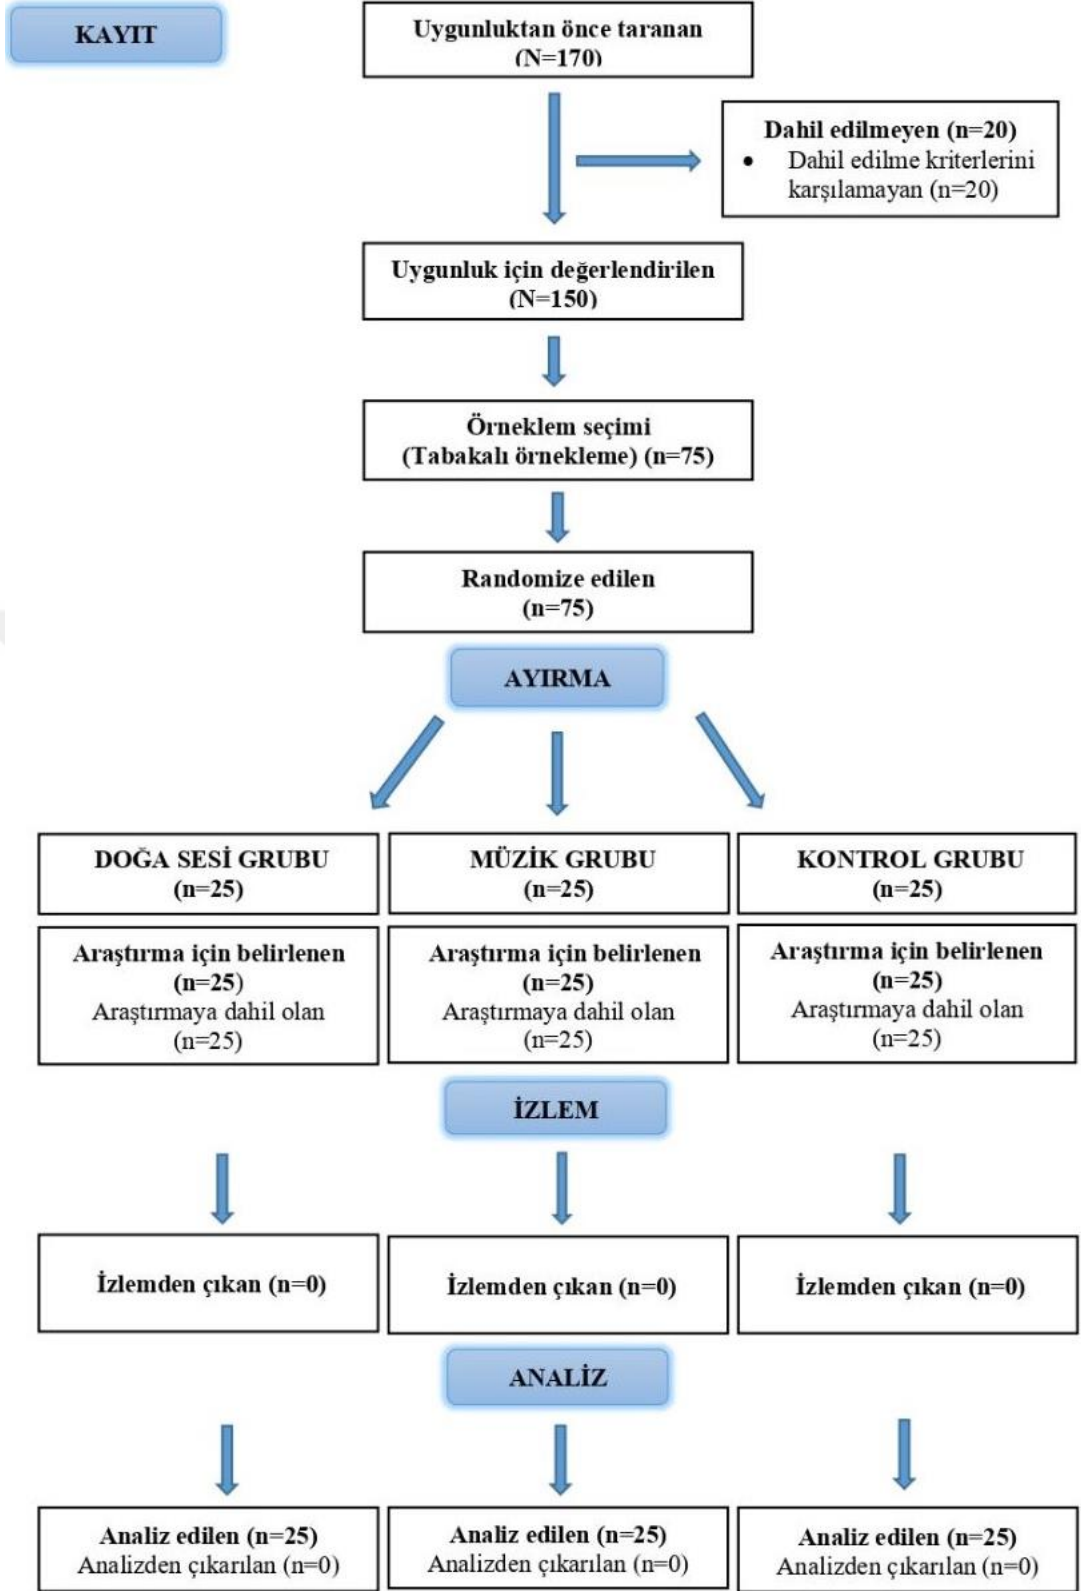 KAYIT
Uygunluktan önce taranan
(N=170)
Dahil edilmeyen (n=20)
• Dahil edilme kriterlerini
karşılamayan (n=20)
Uygunluk için değerlendirilen
(N=150)
Örneklem seçimi
(Tabakalı örnekleme) (n=75)
Randomize edilen
(n=75)
AYIRMA
DOĞA SESİ GRUBU
(n=25)
MÜZİK GRUBU
(n=25)
KONTROL GRUBU
(n=25)
Araştırma için belirlenen
(n=25)
Araştırmaya dahil olan
(n=25)
Araştırma için belirlenen
(n=25)
Araştırmaya dahil olan
(n=25)
Araştırma için belirlenen
(n=25)
Araştırmaya dahil olan
(n=25)
İZLEM
İzlemden çıkan (n=0)
İzlemden çıkan (n=0)
İzlemden çıkan (n=0)
ANALİZ
Analiz edilen (n=25)
Analizden çıkarılan (n=0)
Analiz edilen (n=25)
Analizden çıkarılan (n=0)
Analiz edilen (n=25)
Analizden çıkarılan (n=0)